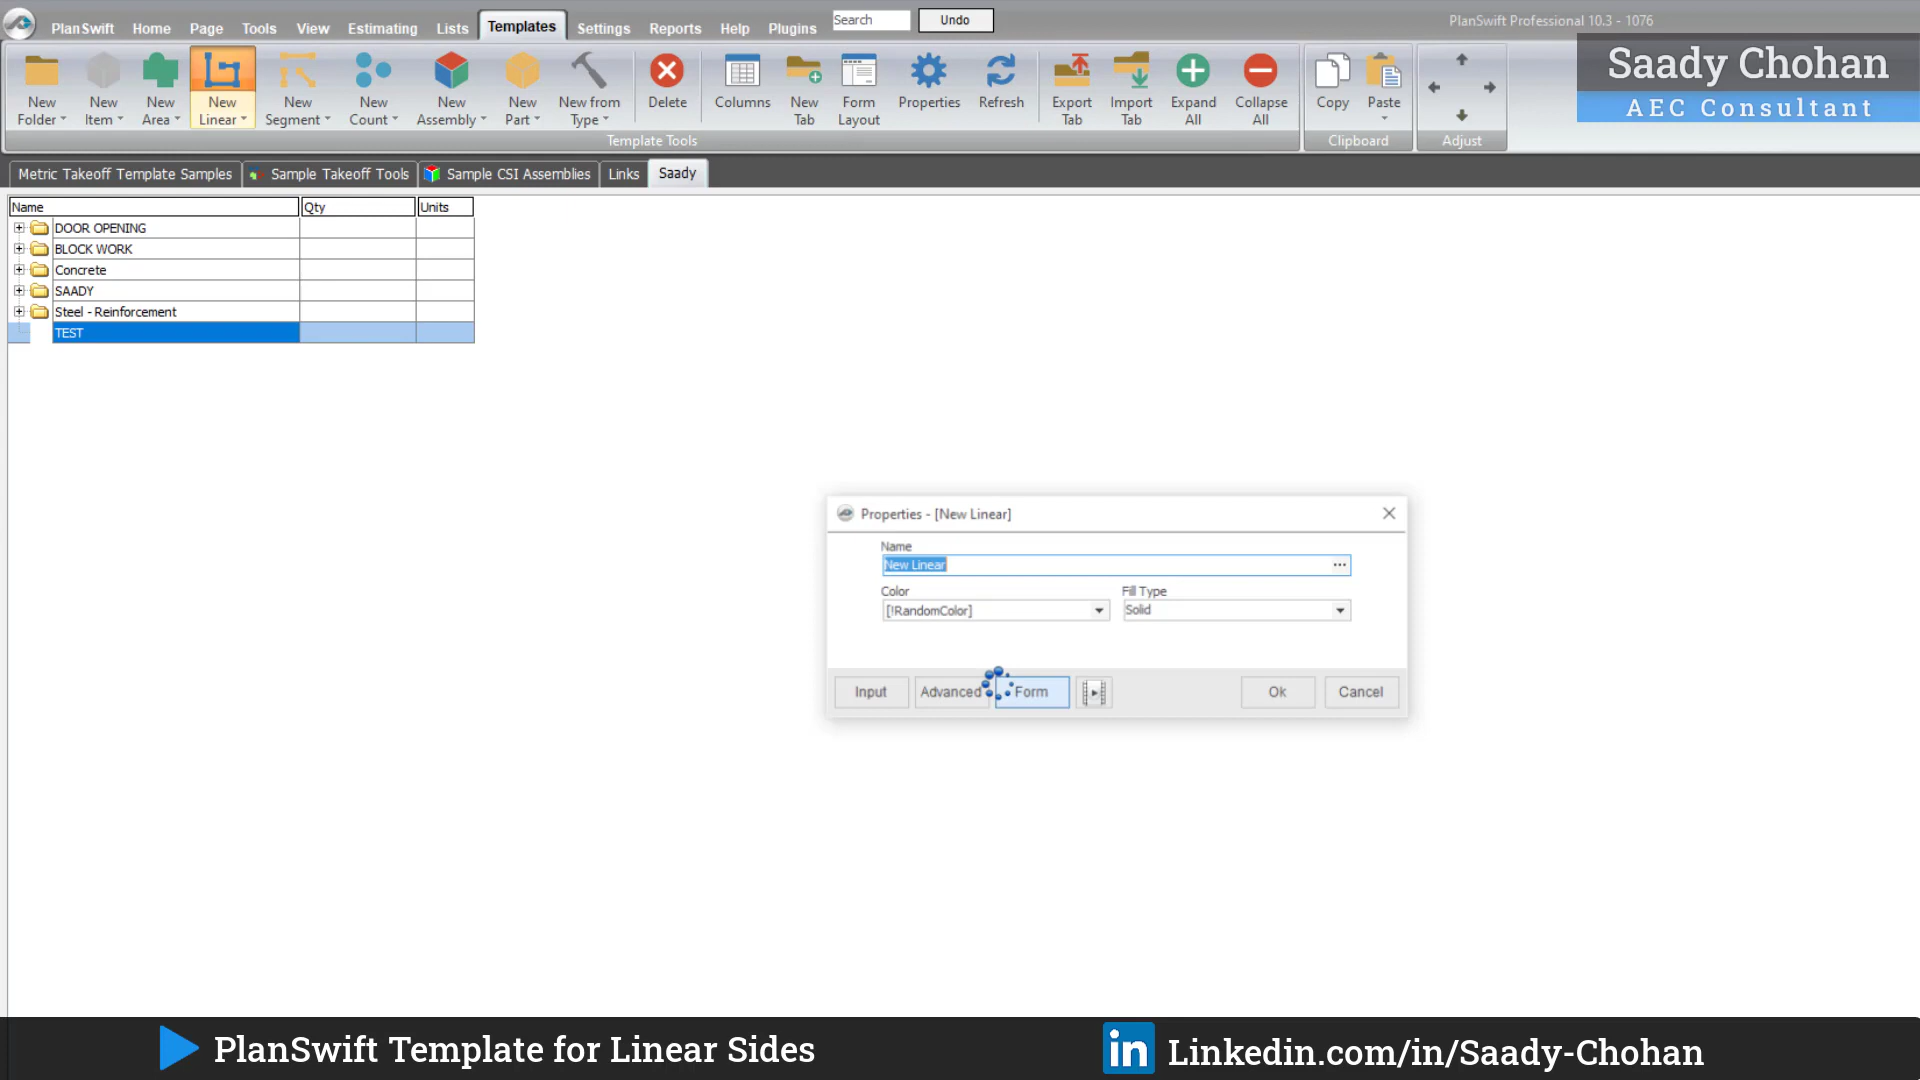 PlanSwift Home Page Tools View Estimating Lists Templates Settings Reports Help Plugins Search Undo
PlanSwift Professional 10.3 - 1076
Saady Chohan
AEC Consultant
New Folder New Item New Area New Linear New Segment New Count New Assembly New Part New from Type Delete Columns New Tab Form Layout Properties Refresh Export Tab Import Tab Expand All Collapse All Copy Paste
Template Tools Clipboard Adjust
Metric Takeoff Template Samples Sample Takeoff Tools Sample CSI Assemblies Links Saady
Name Qty Units
DOOR OPENING
BLOCK WORK
Concrete
SAADY
Steel - Reinforcement
TEST
Properties - [New Linear]
Name
New Linear ...
Color Fill Type
[!RandomColor] Solid
Input Advanced Form Ok Cancel
PlanSwift Template for Linear Sides
in Linkedin.com/in/Saady-Chohan